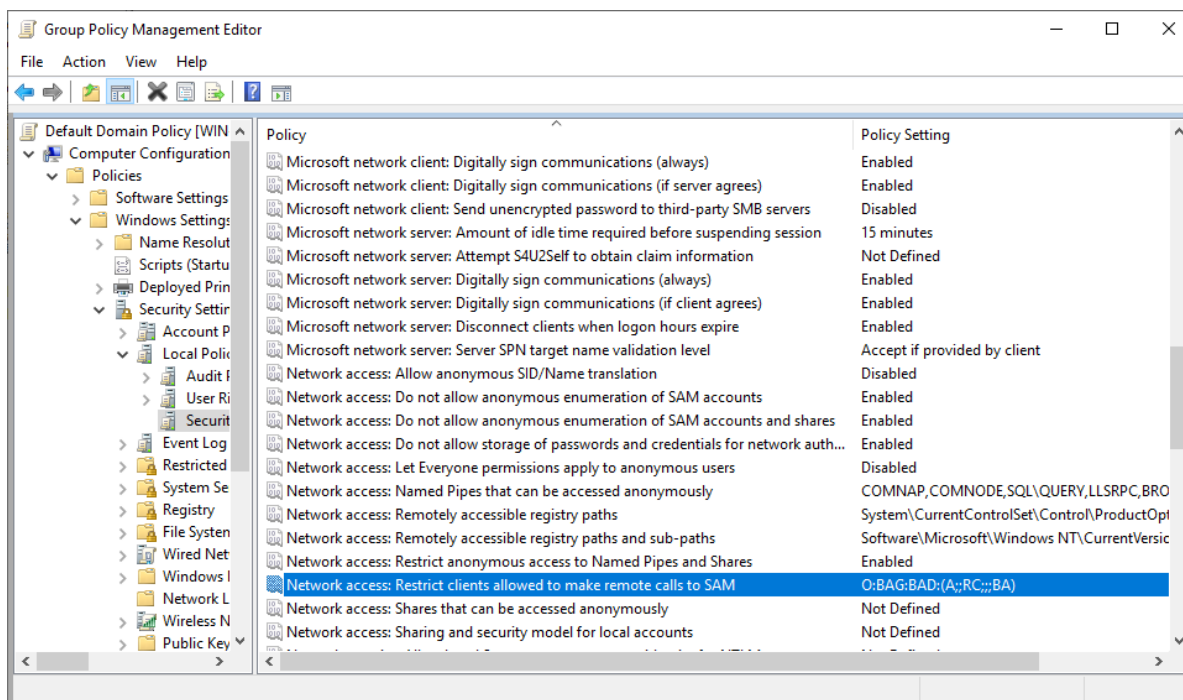 Group Policy Management Editor
File Action View Help
Default Domain Policy [WIN
Computer Configuration
Policies
Software Settings
Windows Settings
Name Resolut
Scripts (Startu
Deployed Prin
Security Settin
Account P
Local Polic
Audit P
User Ri
Securit
Event Log
Restricted
System Se
Registry
File System
Wired Net
Windows
Network L
Wireless N
Public Key
Policy Policy Setting
Microsoft network client: Digitally sign communications (always) Enabled
Microsoft network client: Digitally sign communications (if server agrees) Enabled
Microsoft network client: Send unencrypted password to third-party SMB servers Disabled
Microsoft network server: Amount of idle time required before suspending session 15 minutes
Microsoft network server: Attempt S4U2Self to obtain claim information Not Defined
Microsoft network server: Digitally sign communications (always) Enabled
Microsoft network server: Digitally sign communications (if client agrees) Enabled
Microsoft network server: Disconnect clients when logon hours expire Enabled
Microsoft network server: Server SPN target name validation level Accept if provided by client
Network access: Allow anonymous SID/Name translation Disabled
Network access: Do not allow anonymous enumeration of SAM accounts Enabled
Network access: Do not allow anonymous enumeration of SAM accounts and shares Enabled
Network access: Do not allow storage of passwords and credentials for network auth... Enabled
Network access: Let Everyone permissions apply to anonymous users Disabled
Network access: Named Pipes that can be accessed anonymously COMNAP,COMNODE,SQL\QUERY,LLSRPC,BRO
Network access: Remotely accessible registry paths System\CurrentControlSet\Control\ProductOpt
Network access: Remotely accessible registry paths and sub-paths Software\Microsoft\Windows NT\CurrentVersic
Network access: Restrict anonymous access to Named Pipes and Shares Enabled
Network access: Restrict clients allowed to make remote calls to SAM O:BAG:BAD:(A;;RC;;;BA)
Network access: Shares that can be accessed anonymously Not Defined
Network access: Sharing and security model for local accounts Not Defined